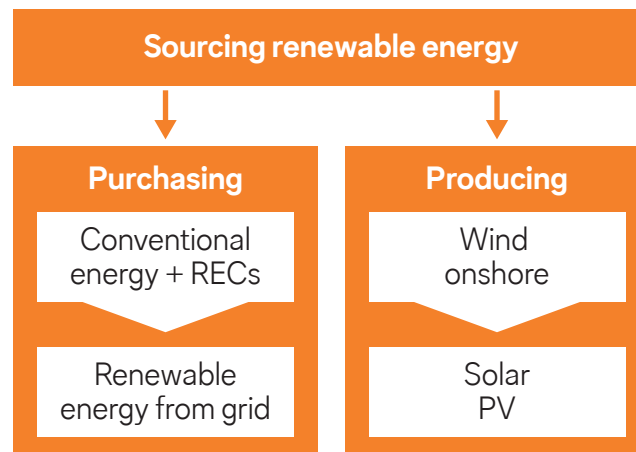 Sourcing renewable energy
Purchasing
Conventional
energy + RECs
Renewable
energy from grid
Producing
Wind
onshore
Solar
PV